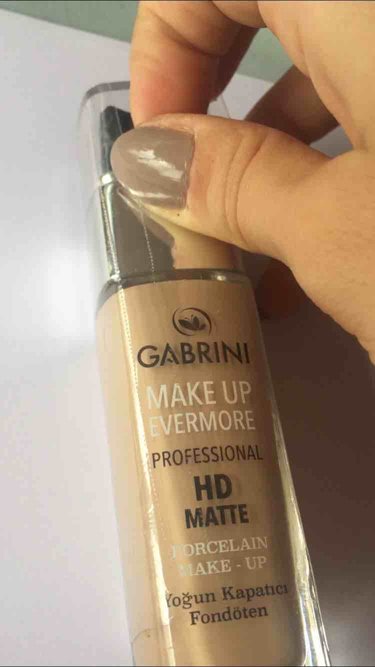 GABRINI
MAKE UP
EVERMORE
PROFESSIONAL
HD
MATTE
PORCELAIN
MAKE - UP
Yoğun Kapatıcı
Fondöten